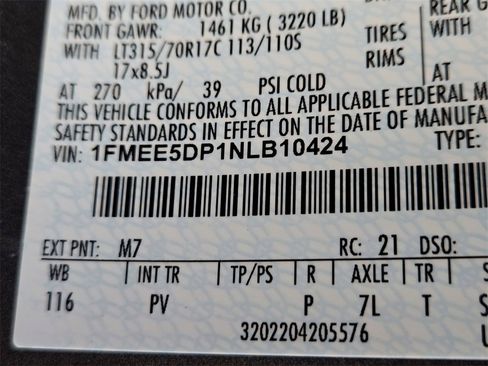 MFD. BY FORD MOTOR CO.
FRONT GAWR: 1461 KG ( 3220 LB) REAR G
WITH LT315/70R17C 113/110S TIRES WITH
17x8.5J RIMS
AT 270 kPa/ 39 PSI COLD AT
THIS VEHICLE CONFORMS TO ALL APPLICABLE FEDERAL M
SAFETY STANDARDS IN EFFECT ON THE DATE OF MANUFA
VIN: 1FMEE5DP1NLB10424 TYPE:
EXT PNT: M7 RC: 21 DSO:
WB INT TR TP/PS R AXLE TR S
116 PV P 7L T
3202204205576